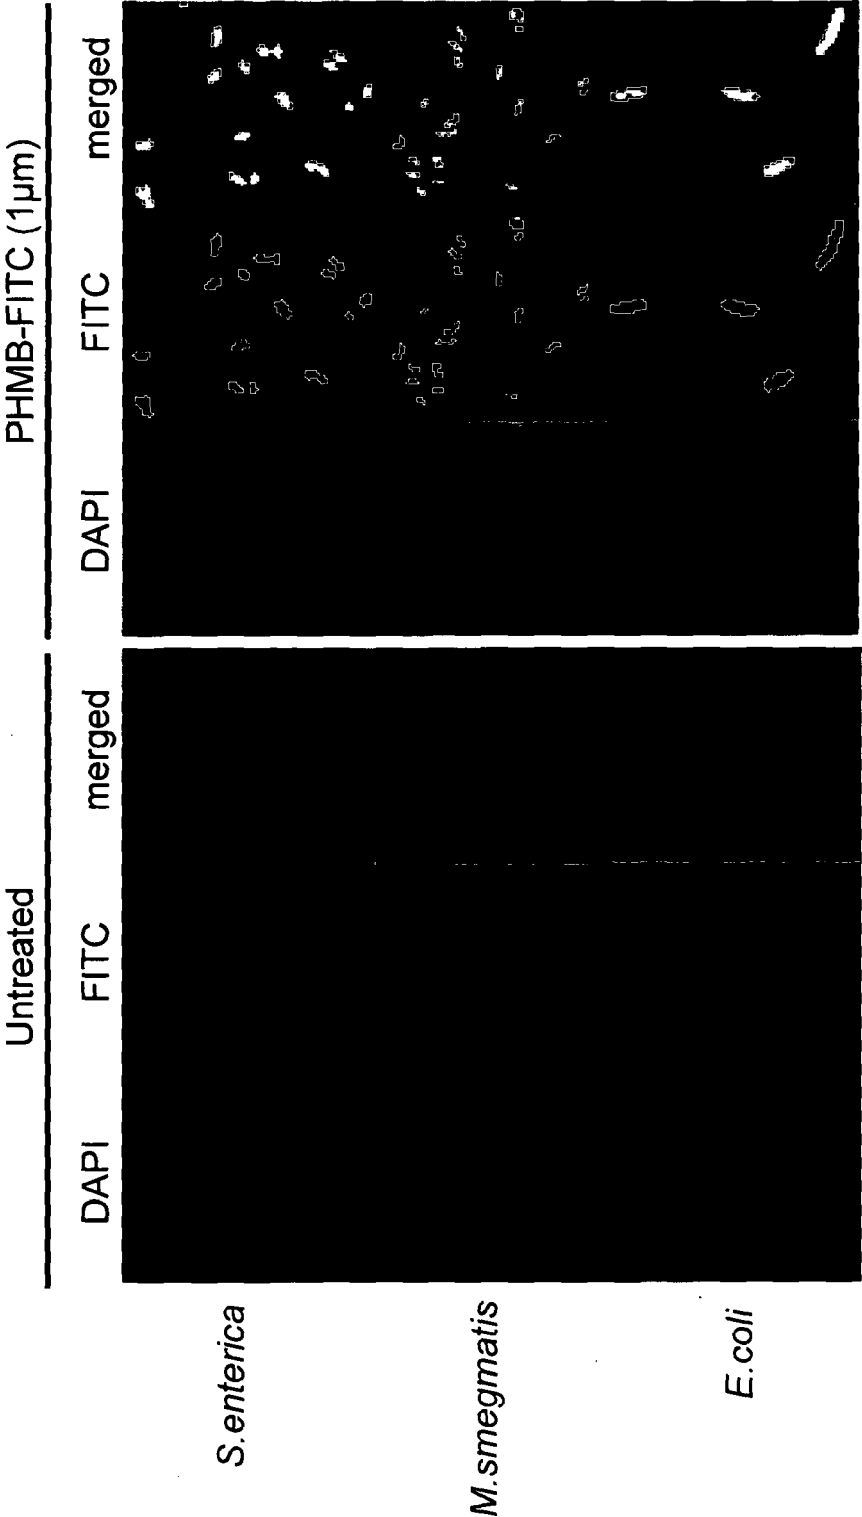 Untreated
PHMB-FITC (1µm)
DAPI
FITC
merged
DAPI
FITC
merged
S.enterica
M.smegmatis
E.coli